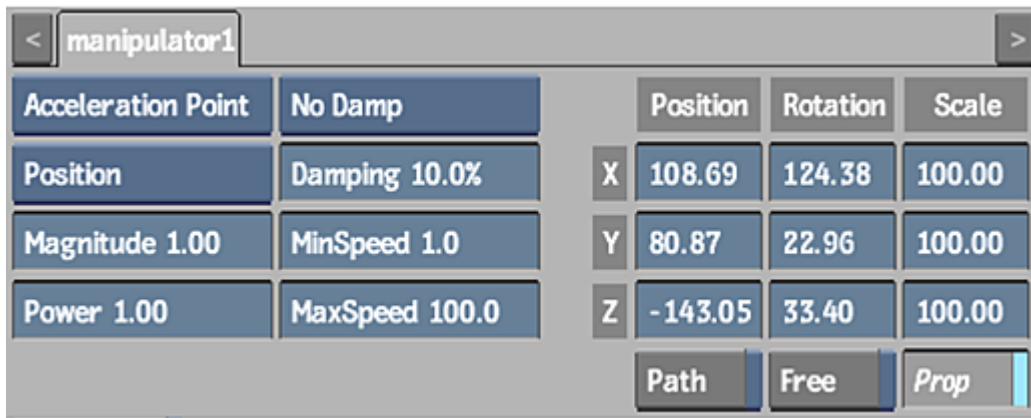 < manipulator1 >
Acceleration Point No Damp Position Rotation Scale
Position Damping 10.0% X 108.69 124.38 100.00
Magnitude 1.00 MinSpeed 1.0 Y 80.87 22.96 100.00
Power 1.00 MaxSpeed 100.0 Z -143.05 33.40 100.00
Path Free Prop